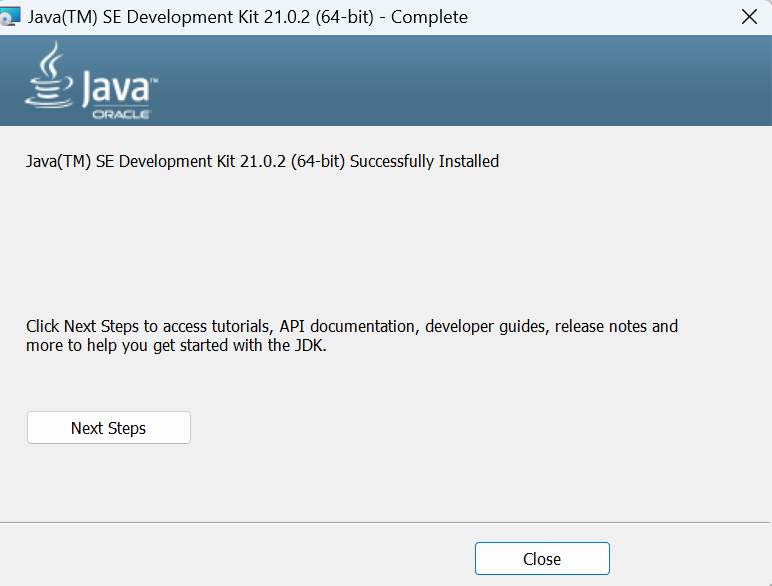 Java(TM) SE Development Kit 21.0.2 (64-bit) - Complete
Java™
ORACLE
Java(TM) SE Development Kit 21.0.2 (64-bit) Successfully Installed
Click Next Steps to access tutorials, API documentation, developer guides, release notes and
more to help you get started with the JDK.
Next Steps
Close